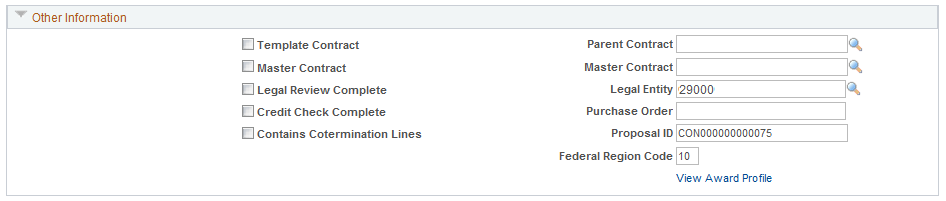 Other Information
Template Contract
Parent Contract
Master Contract
Master Contract
Legal Review Complete
Legal Entity 29000
Credit Check Complete
Purchase Order
Contains Cotermination Lines
Proposal ID CON000000000075
Federal Region Code 10
View Award Profile